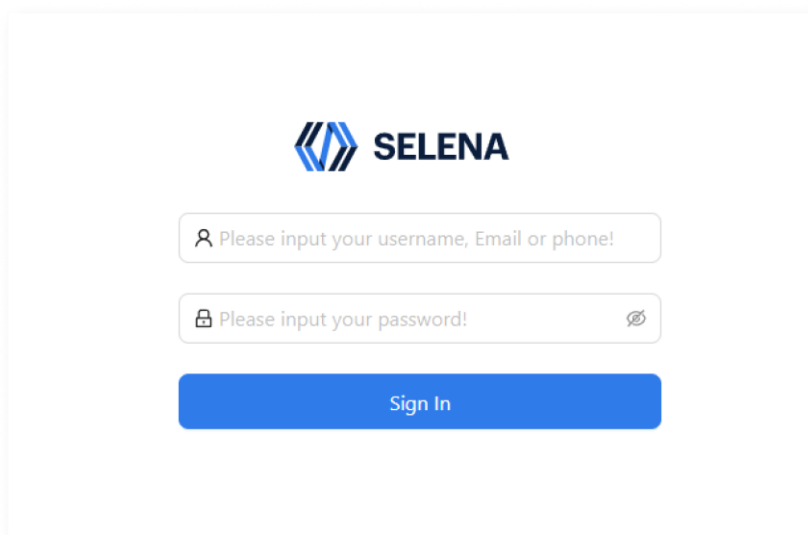 SELENA
Please input your username, Email or phone!
Please input your password!
Sign In